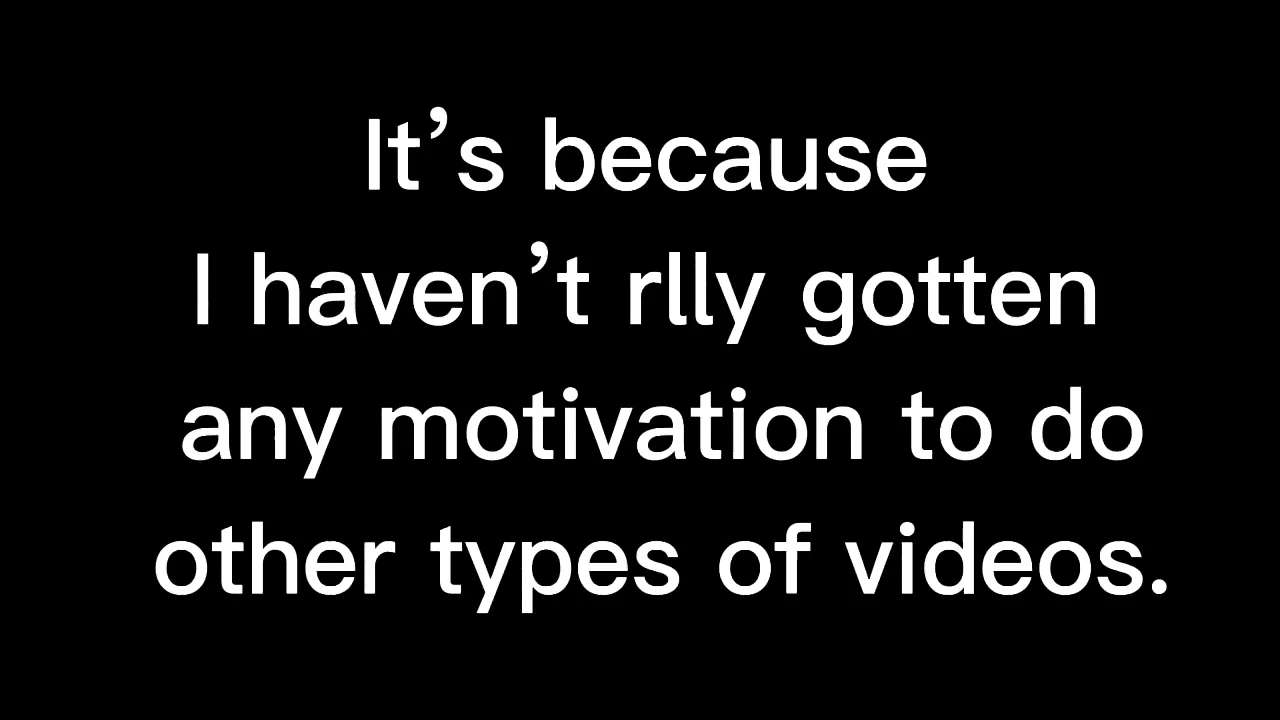 It’s because
I haven’t rlly gotten
any motivation to do
other types of videos.